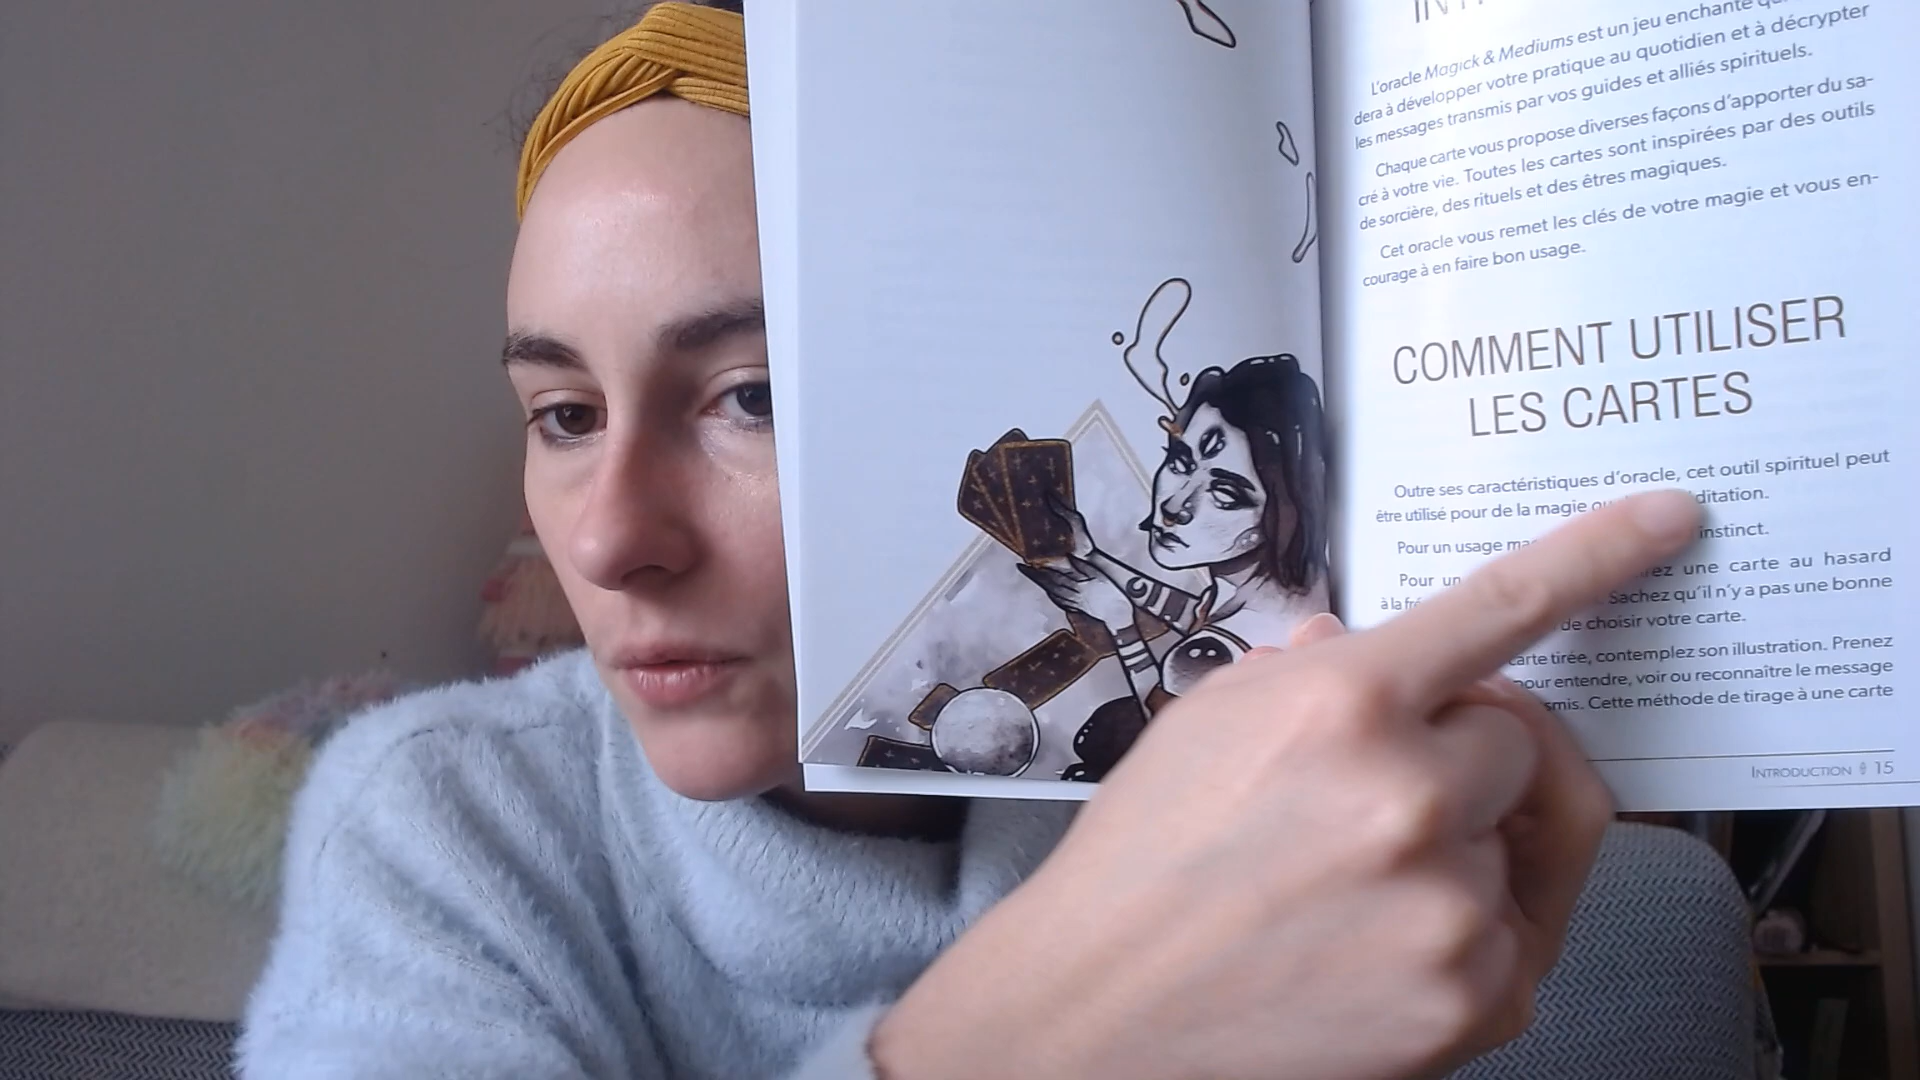 L'oracle Magick & Mediums est un jeu enchanté
dera à développer votre pratique au quotidien et à décrypter
les messages transmis par vos guides et alliés spirituels.
Chaque carte vous propose diverses façons d'apporter du sa-
cré à votre vie. Toutes les cartes sont inspirées par des outils
de sorcière, des rituels et des êtres magiques.
Cet oracle vous remet les clés de votre magie et vous en-
courage à en faire bon usage.
COMMENT UTILISER
LES CARTES
Outre ses caractéristiques d'oracle, cet outil spirituel peut
être utilisé pour de la magie
Pour un usage instinct.
Pour une carte au hasard
à la Sachez qu'il n'y a pas une bonne
de choisir votre carte.
carte tirée, contemplez son illustration. Prenez
pour entendre, voir ou reconnaître le message
Cette méthode de tirage à une carte
INTRODUCTION 15